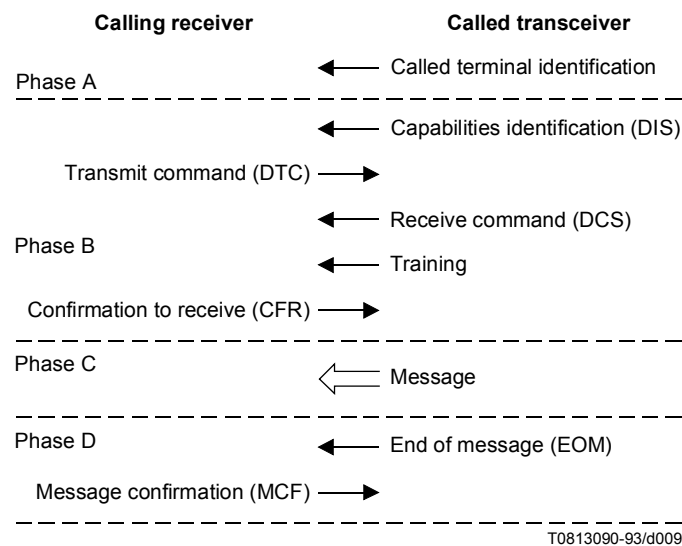 Calling receiver Called transceiver
Called terminal identification
Phase A
Capabilities identification (DIS)
Transmit command (DTC)
Receive command (DCS)
Phase B
Training
Confirmation to receive (CFR)
Phase C
Message
Phase D
End of message (EOM)
Message confirmation (MCF)
T0813090-93/d009